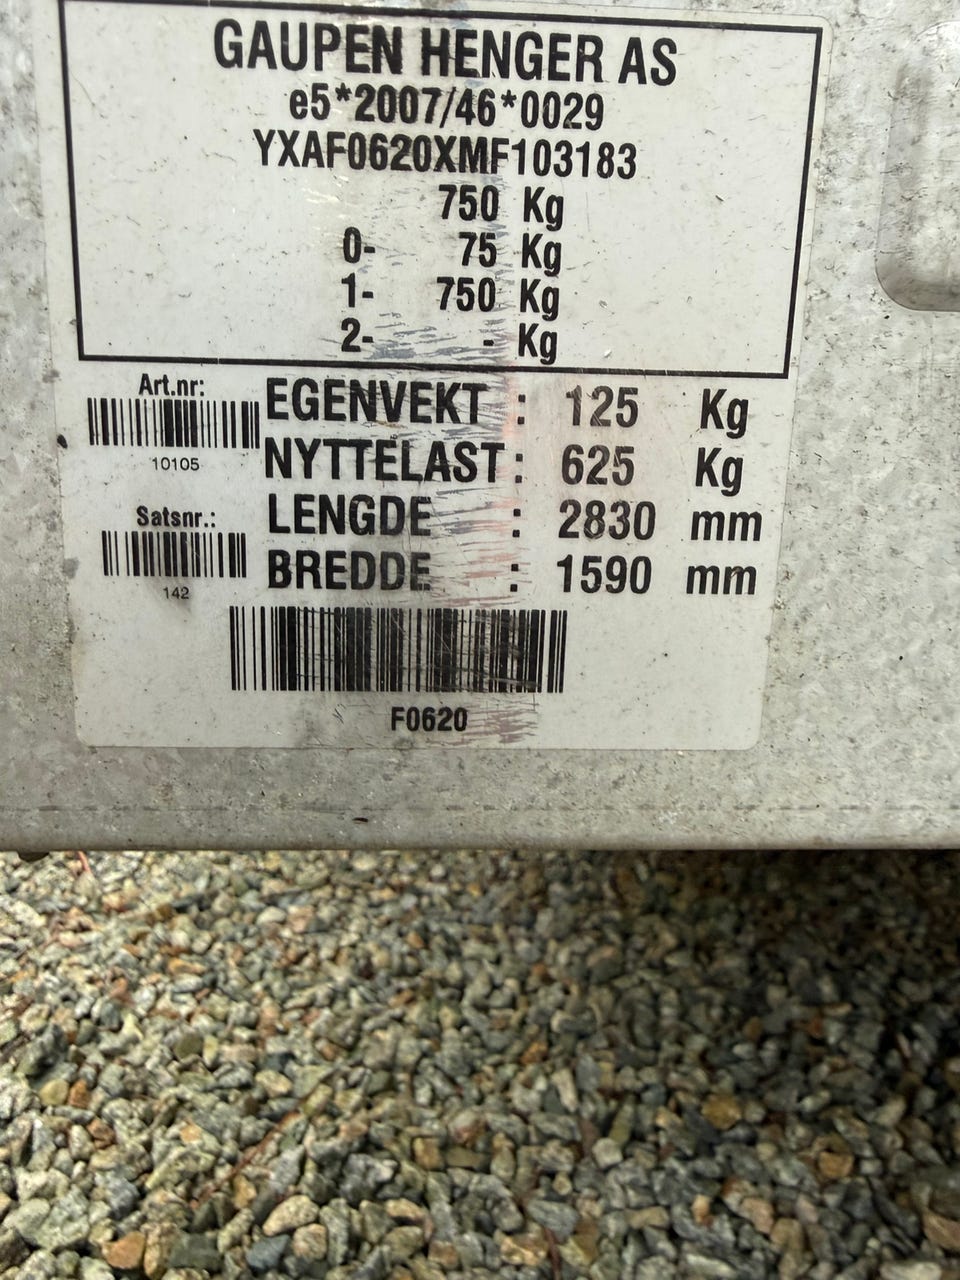 GAUPEN HENGER AS
e5*2007/46*0029
YXAF0620XMF103183
750 Kg
0- 75 Kg
1- 750 Kg
2- - Kg
Art.nr:
10105
EGENVEKT : 125 Kg
NYTTELAST : 625 Kg
Satsnr.:
142
LENGDE : 2830 mm
BREDDE : 1590 mm
F0620